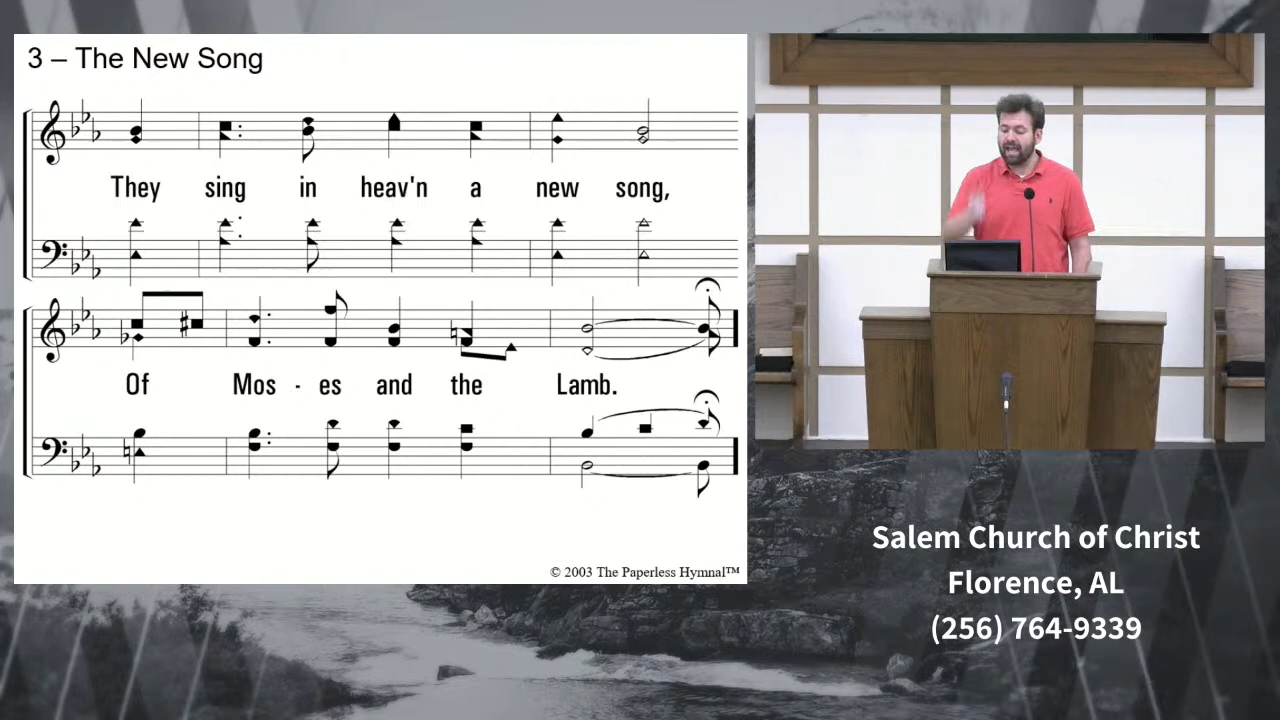 3 – The New Song
They sing in heav'n a new song,
Of Mos - es and the Lamb.
© 2003 The Paperless Hymnal™
Salem Church of Christ
Florence, AL
(256) 764-9339